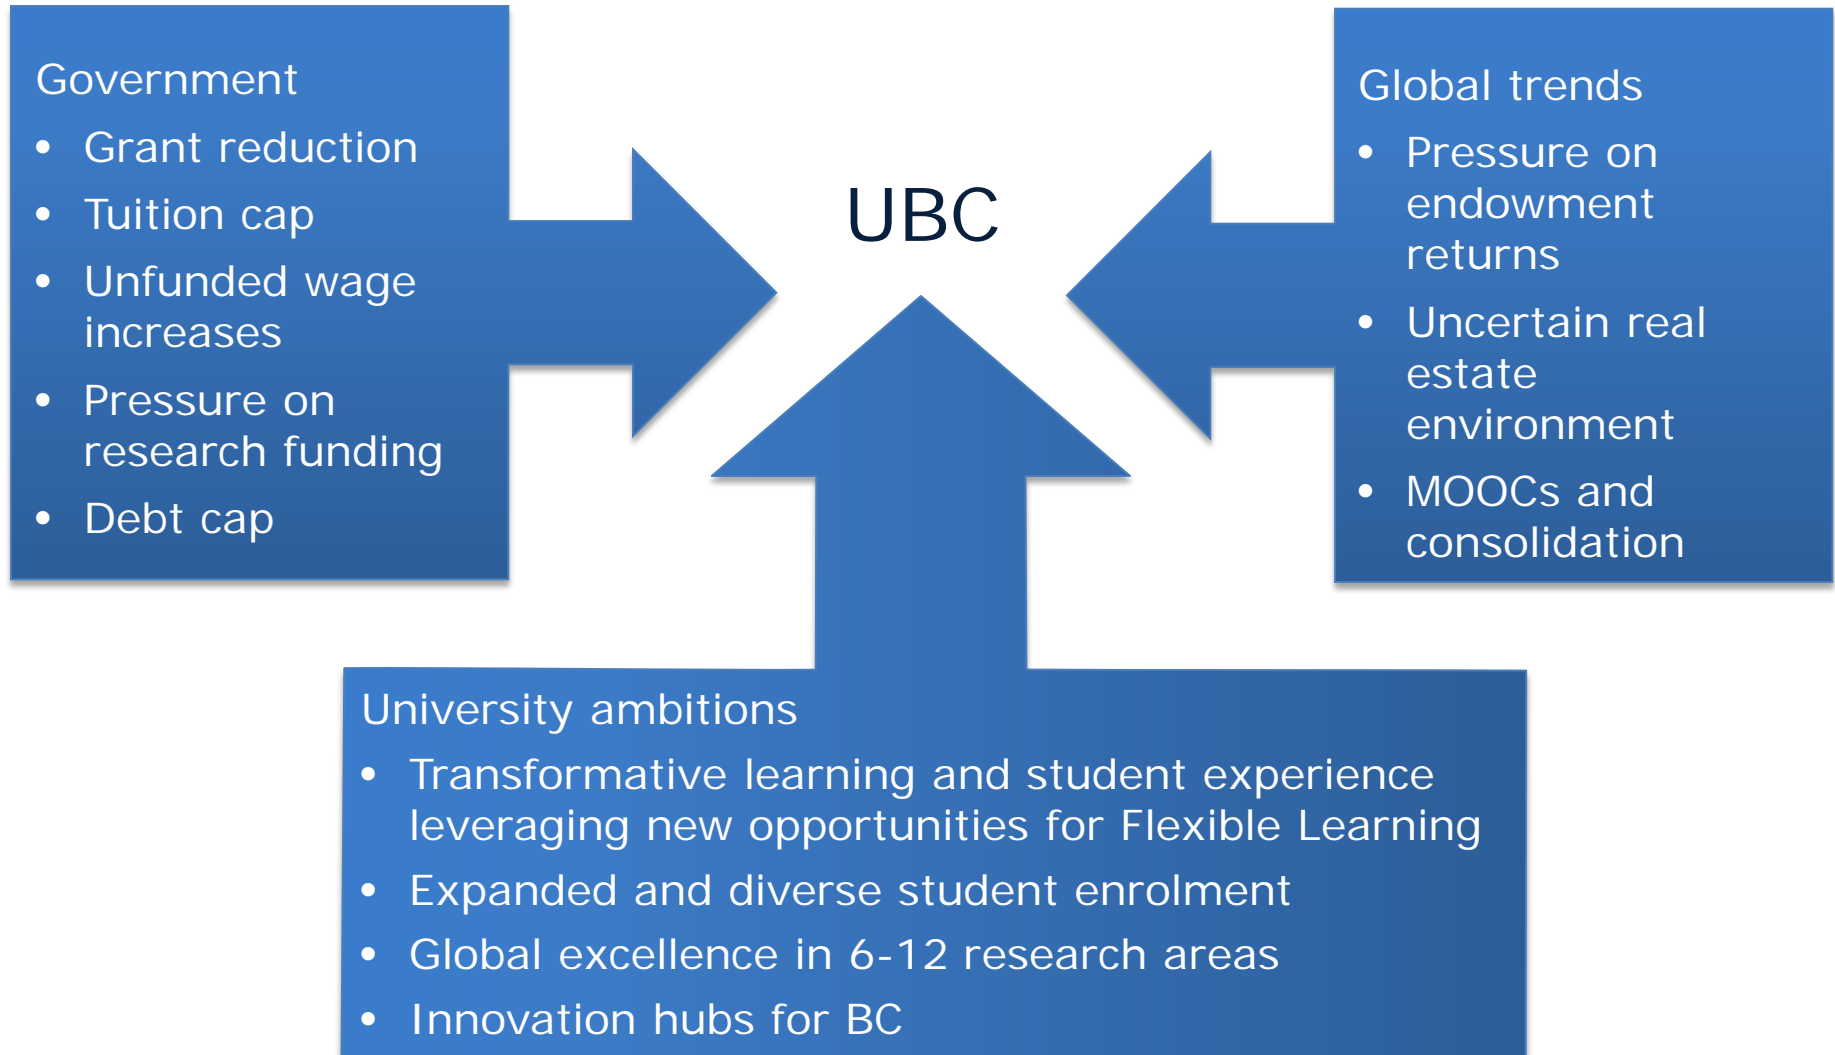 Government
• Grant reduction
• Tuition cap
• Unfunded wage
increases
• Pressure on
research funding
• Debt cap
UBC
Global trends
• Pressure on
endowment
returns
• Uncertain real
estate
environment
• MOOCs and
consolidation
University ambitions
• Transformative learning and student experience
leveraging new opportunities for Flexible Learning
• Expanded and diverse student enrolment
• Global excellence in 6-12 research areas
• Innovation hubs for BC